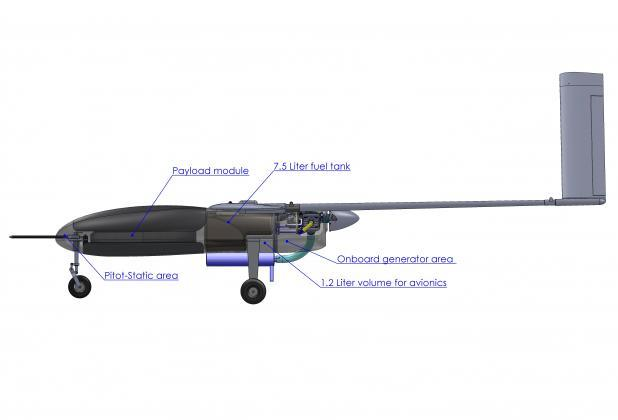 7.5 Liter fuel tank
Payload module
Onboard generator area
Pitot-Static area
1.2 Liter volume for avionics